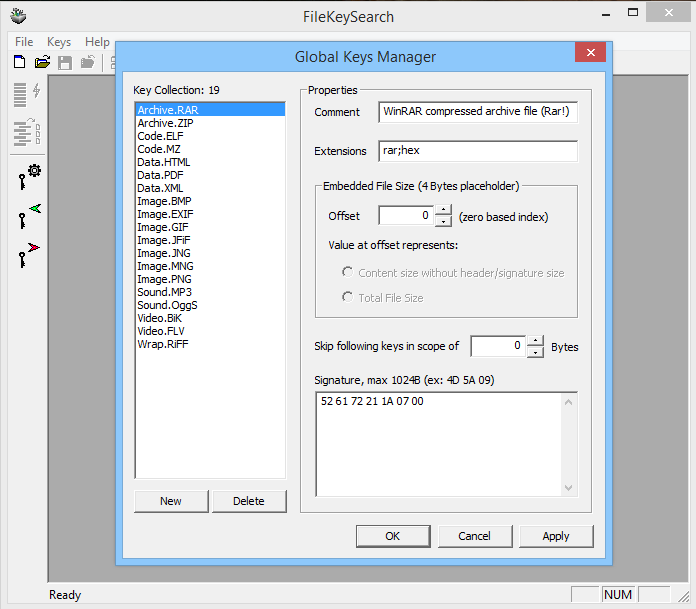 FileKeySearch
File Keys Help
Global Keys Manager
Key Collection: 19
Archive.RAR
Archive.ZIP
Code.ELF
Code.MZ
Data.HTML
Data.PDF
Data.XML
Image.BMP
Image.EXIF
Image.GIF
Image.JFiF
Image.JNG
Image.MNG
Image.PNG
Sound.MP3
Sound.OggS
Video.BiK
Video.FLV
Wrap.RiFF
New Delete
Properties
Comment WinRAR compressed archive file (Rar!)
Extensions rar;hex
Embedded File Size (4 Bytes placeholder)
Offset 0 (zero based index)
Value at offset represents:
Content size without header/signature size
Total File Size
Skip following keys in scope of 0 Bytes
Signature, max 1024B (ex: 4D 5A 09)
52 61 72 21 1A 07 00
OK Cancel Apply
Ready NUM